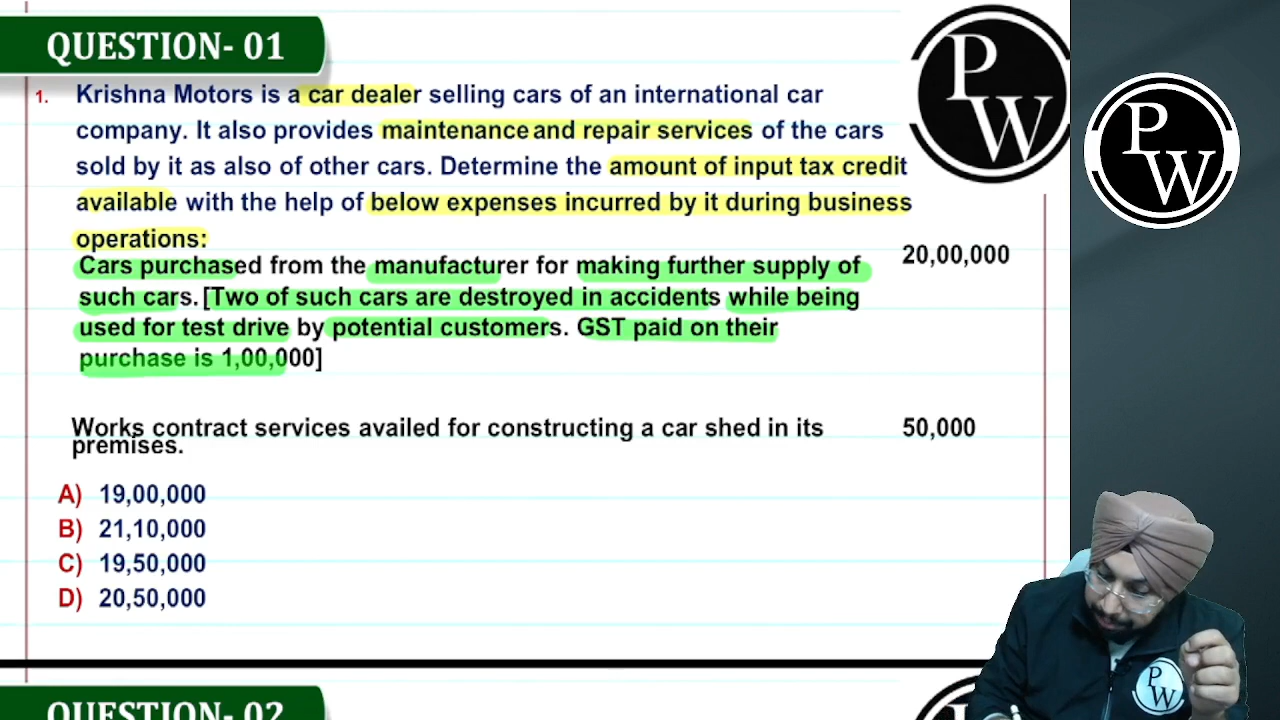 QUESTION- 01
1. Krishna Motors is a car dealer selling cars of an international car
company. It also provides maintenance and repair services of the cars
sold by it as also of other cars. Determine the amount of input tax credit
available with the help of below expenses incurred by it during business
operations:
Cars purchased from the manufacturer for making further supply of
such cars. [Two of such cars are destroyed in accidents while being
used for test drive by potential customers. GST paid on their
purchase is 1,00,000]
20,00,000
Works contract services availed for constructing a car shed in its
premises.
50,000
A) 19,00,000
B) 21,10,000
C) 19,50,000
D) 20,50,000
QUESTION- 02
P
W
P
W
P
W